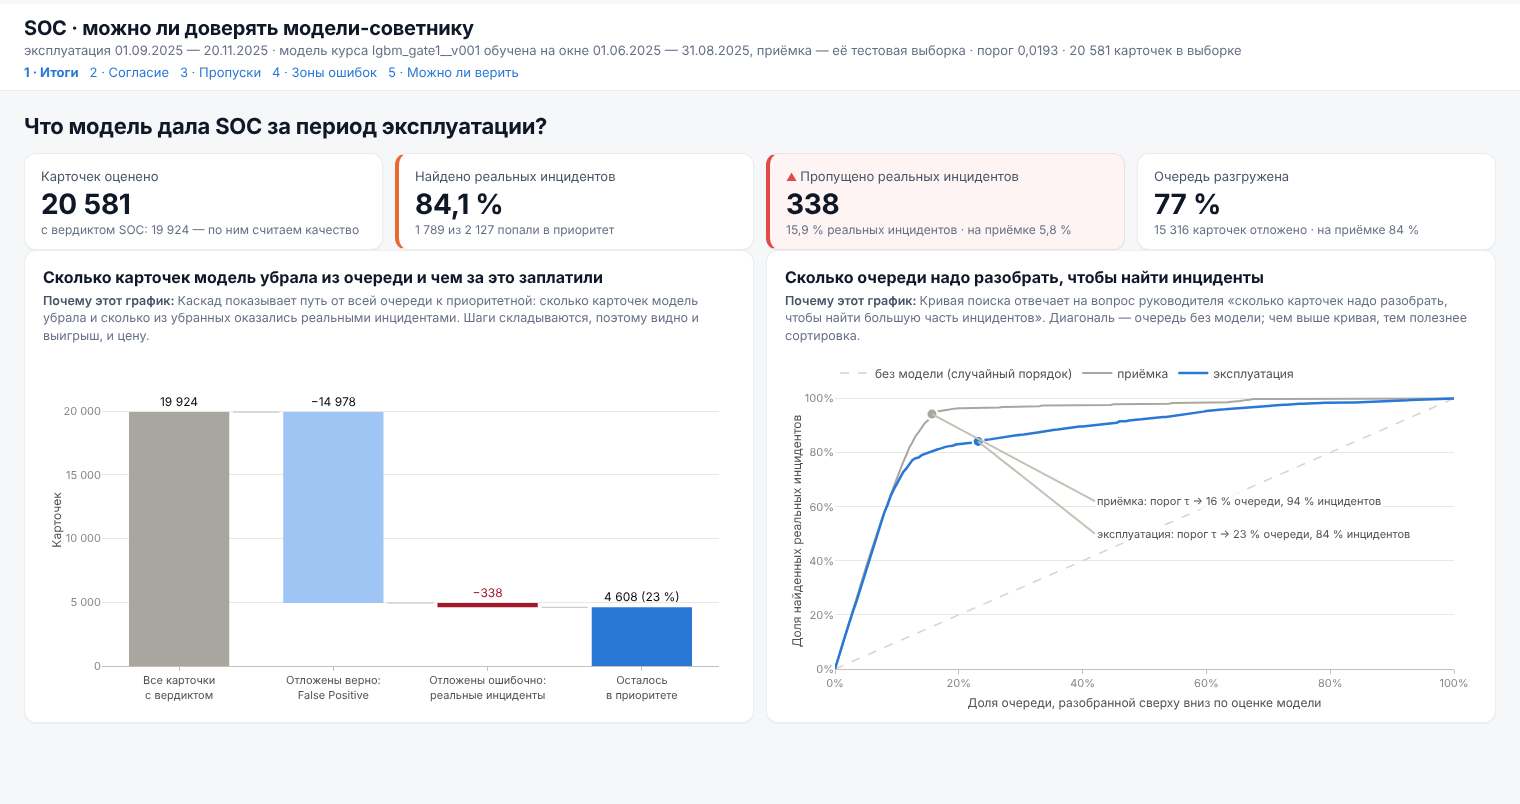 SOC · можно ли доверять модели-советнику
эксплуатация 01.09.2025 — 20.11.2025 · модель курса lgbm_gate1__v001 обучена на окне 01.06.2025 — 31.08.2025, приёмка — её тестовая выборка · порог 0,0193 · 20 581 карточек в выборке
1 · Итоги 2 · Согласие 3 · Пропуски 4 · Зоны ошибок 5 · Можно ли верить
Что модель дала SOC за период эксплуатации?
Карточек оценено
20 581
с вердиктом SOC: 19 924 — по ним считаем качество
Найдено реальных инцидентов
84,1 %
1 789 из 2 127 попали в приоритет
▲ Пропущено реальных инцидентов
338
15,9 % реальных инцидентов · на приёмке 5,8 %
Очередь разгружена
77 %
15 316 карточек отложено · на приёмке 84 %
Сколько карточек модель убрала из очереди и чем за это заплатили
Почему этот график: Каскад показывает путь от всей очереди к приоритетной: сколько карточек модель
убрала и сколько из убранных оказались реальными инцидентами. Шаги складываются, поэтому видно и
выигрыш, и цену.
Карточек
20 000
15 000
10 000
5 000
0
19 924
−14 978
−338
4 608 (23 %)
Все карточки
с вердиктом
Отложены верно:
False Positive
Отложены ошибочно:
реальные инциденты
Осталось
в приоритете
Сколько очереди надо разобрать, чтобы найти инциденты
Почему этот график: Кривая поиска отвечает на вопрос руководителя «сколько карточек надо разобрать,
чтобы найти большую часть инцидентов». Диагональ — очередь без модели; чем выше кривая, тем полезнее
сортировка.
без модели (случайный порядок) приёмка эксплуатация
Доля найденных реальных инцидентов
100%
80%
60%
40%
20%
0%
приёмка: порог τ → 16 % очереди, 94 % инцидентов
эксплуатация: порог τ → 23 % очереди, 84 % инцидентов
0% 20% 40% 60% 80% 100%
Доля очереди, разобранной сверху вниз по оценке модели